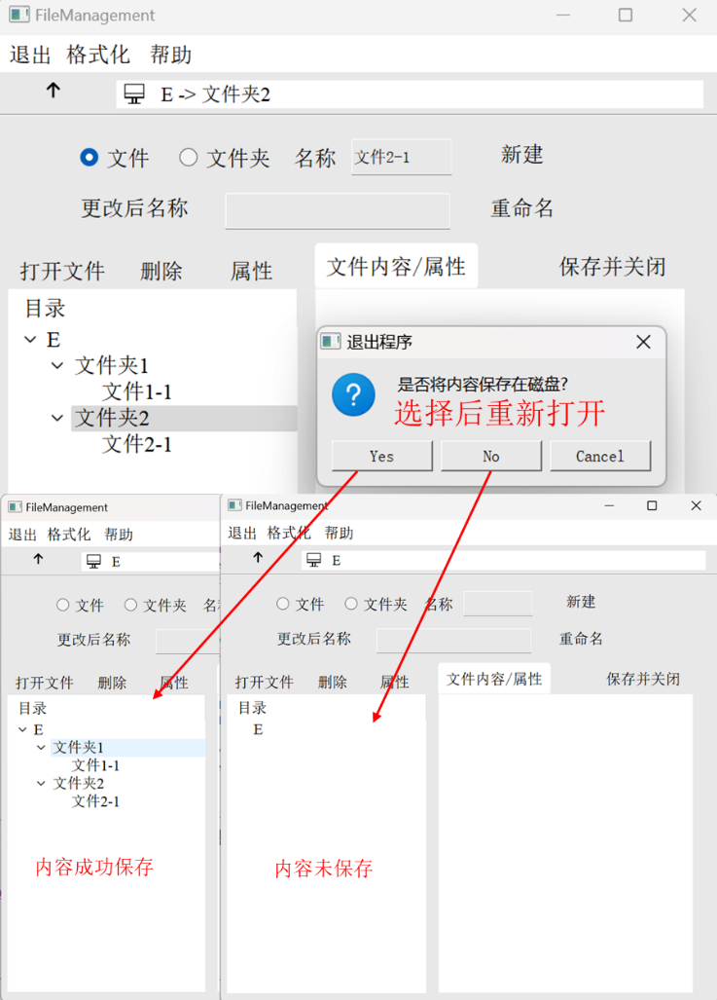 FileManagement
退出 格式化 帮助
E -> 文件夹2
文件 文件夹 名称 文件2-1 新建
更改后名称 重命名
打开文件 删除 属性 文件内容/属性 保存并关闭
目录
E
文件夹1
文件1-1
文件夹2
文件2-1
退出程序
是否将内容保存在磁盘?
选择后重新打开
Yes No Cancel
FileManagement
退出 格式化 帮助
E
文件 文件夹 名
更改后名称
打开文件 删除 属性
目录
E
文件夹1
文件1-1
文件夹2
文件2-1
内容成功保存
FileManagement
退出 格式化 帮助
E
文件 文件夹 名称 新建
更改后名称 重命名
打开文件 删除 属性 文件内容/属性 保存并关闭
目录
E
内容未保存